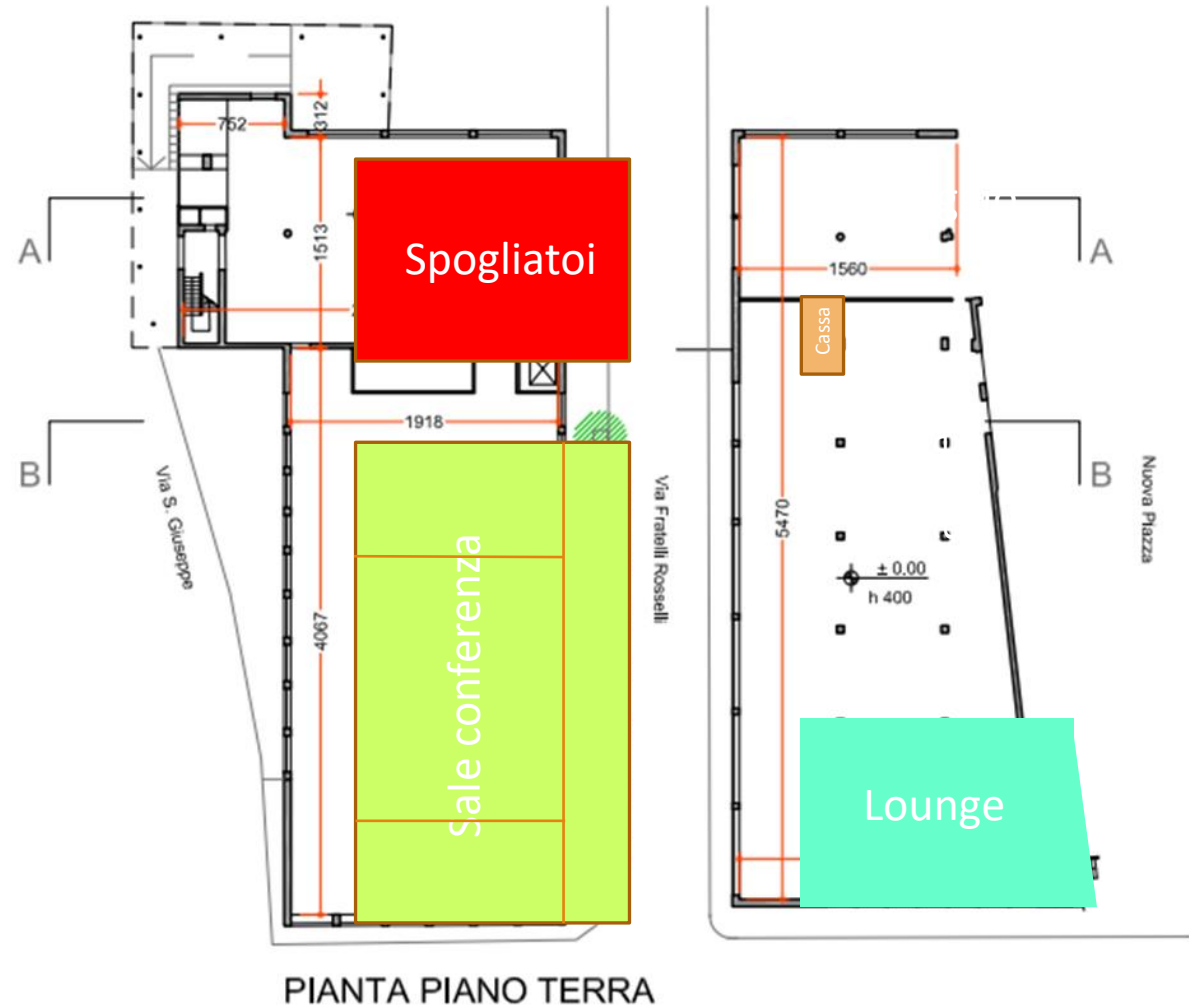 312
752
1513
Spogliatoi
1560
A
A
Cassa
1918
B
B
Via S. Giuseppe
Via Fratelli Rosselli
Nuova Piazza
5470
± 0.00
h 400
Sale conferenza
4067
Lounge
PIANTA PIANO TERRA